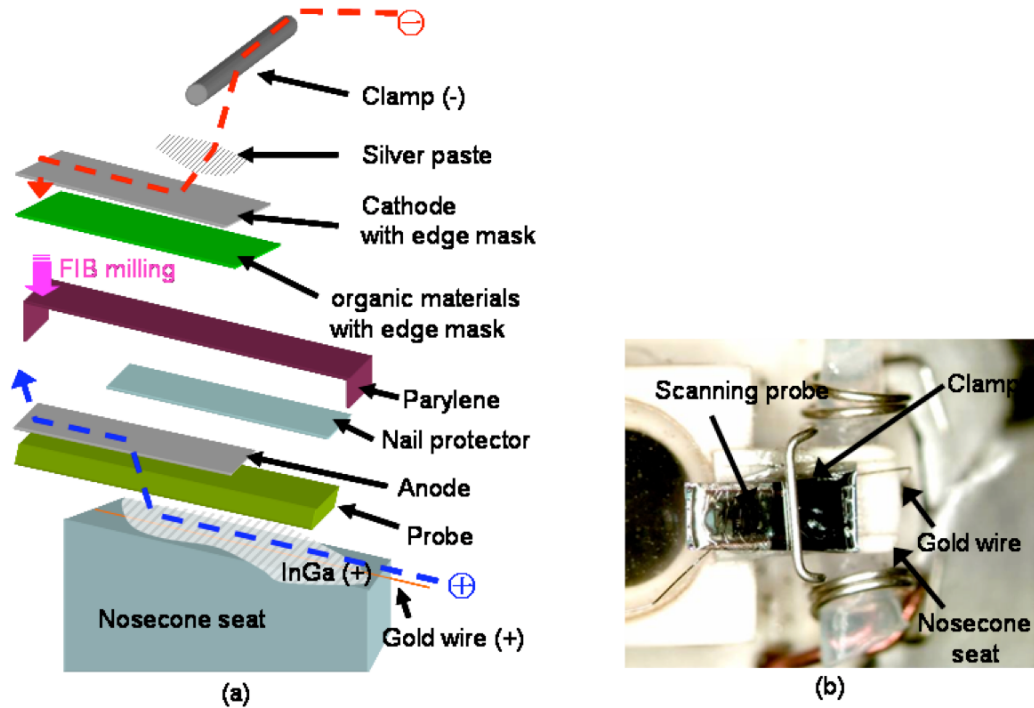 ⊖
Clamp (-)
Silver paste
Cathode
with edge mask
FIB milling
organic materials
with edge mask
Parylene
Nail protector
Anode
Probe
InGa (+)
⊕
Nosecone seat
Gold wire (+)
(a)
Scanning probe
Clamp
Gold wire
Nosecone
seat
(b)